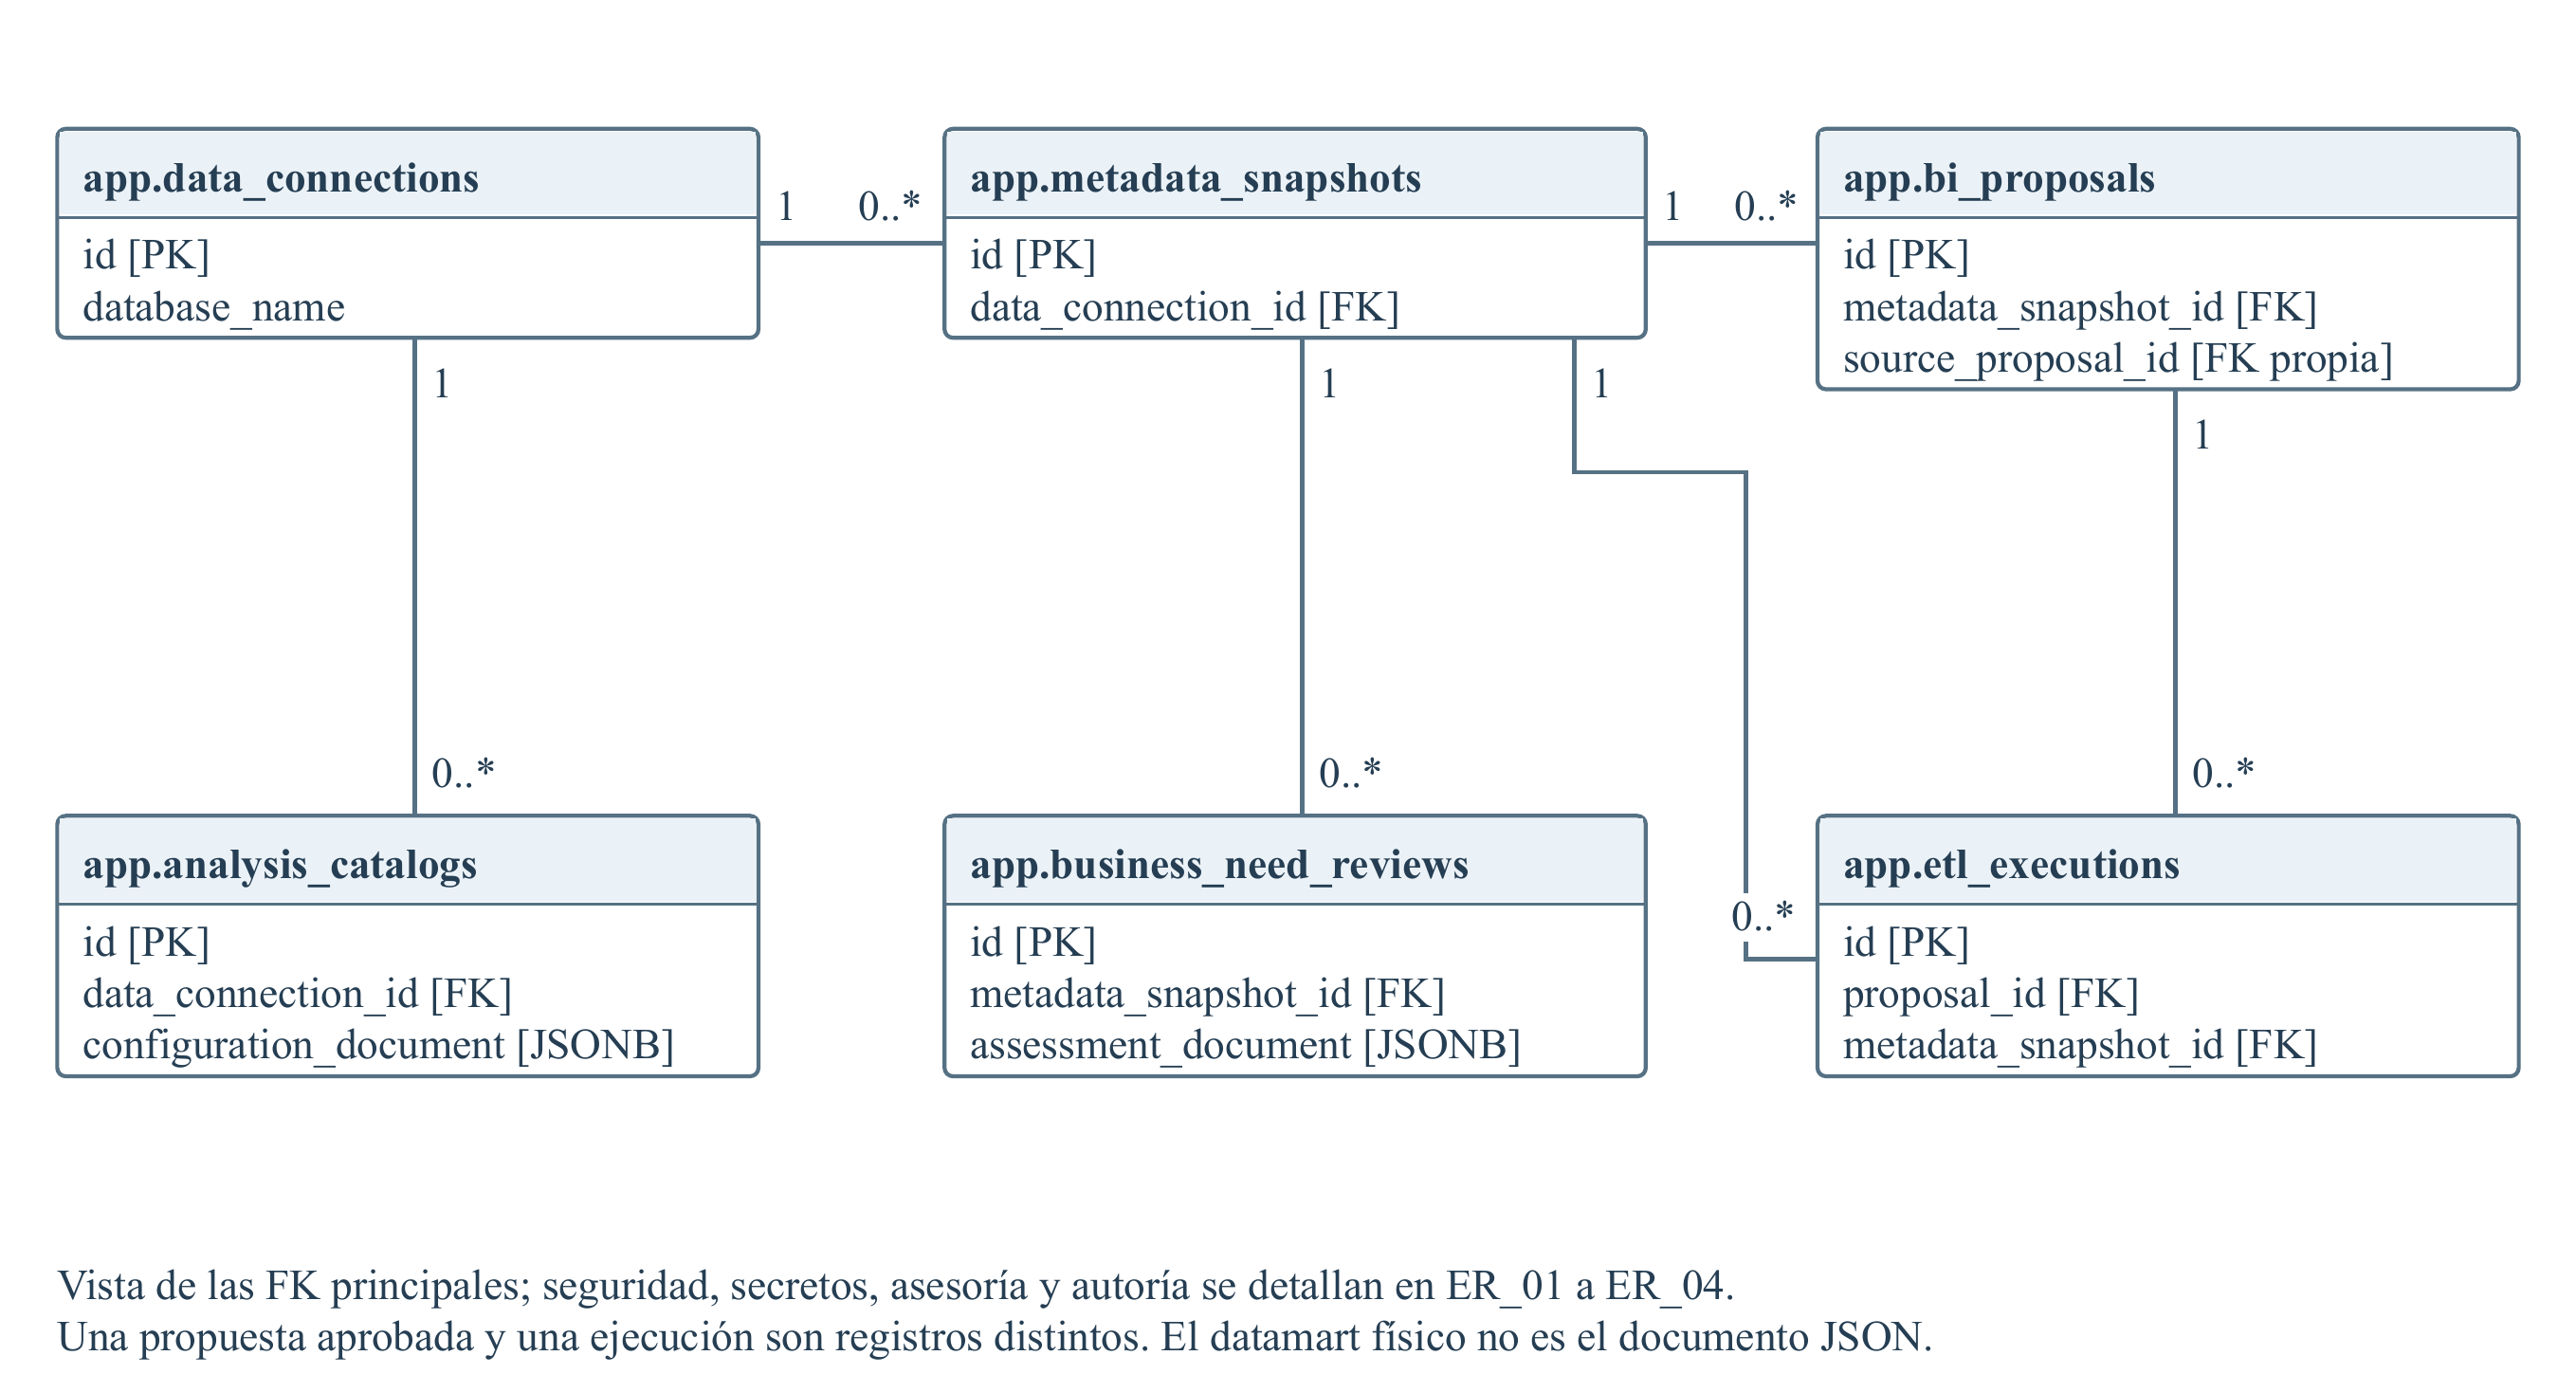 app.data_connections
id [PK]
database_name
1
0..*
app.metadata_snapshots
id [PK]
data_connection_id [FK]
1
0..*
app.bi_proposals
id [PK]
metadata_snapshot_id [FK]
source_proposal_id [FK propia]
1
1
1
1
0..*
0..*
0..*
0..*
app.analysis_catalogs
id [PK]
data_connection_id [FK]
configuration_document [JSONB]
app.business_need_reviews
id [PK]
metadata_snapshot_id [FK]
assessment_document [JSONB]
app.etl_executions
id [PK]
proposal_id [FK]
metadata_snapshot_id [FK]
Vista de las FK principales; seguridad, secretos, asesoría y autoría se detallan en ER_01 a ER_04.
Una propuesta aprobada y una ejecución son registros distintos. El datamart físico no es el documento JSON.